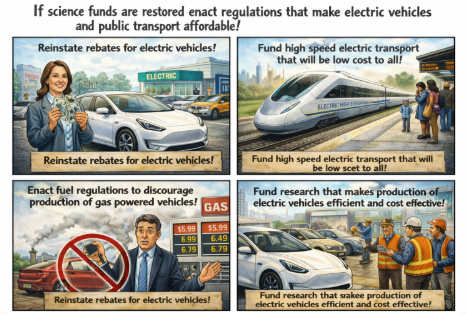 If science funds are restored enact regulations that make electric vehicles
and public transport affordable!
Reinstate rebates for electric vehicles!
ELECTRIC
Reinstate rebates for electric vehicles!
Fund high speed electric transport
that will be low cost to all!
ELECTRIC HIGH
Fund high speed electric transport that will
be low scet to all!
Enact fuel regulations to discourage
production of gas powered vehicles!
GAS
$5.99 $5.99
6.99 6.49
6.79 6.79
Reinstate rebates for electric vehicles!
Fund research that makes production of
electric vehicles efficient and cost effective!
Fund research that snakee production of
electric vehicles efficient and cost effective!